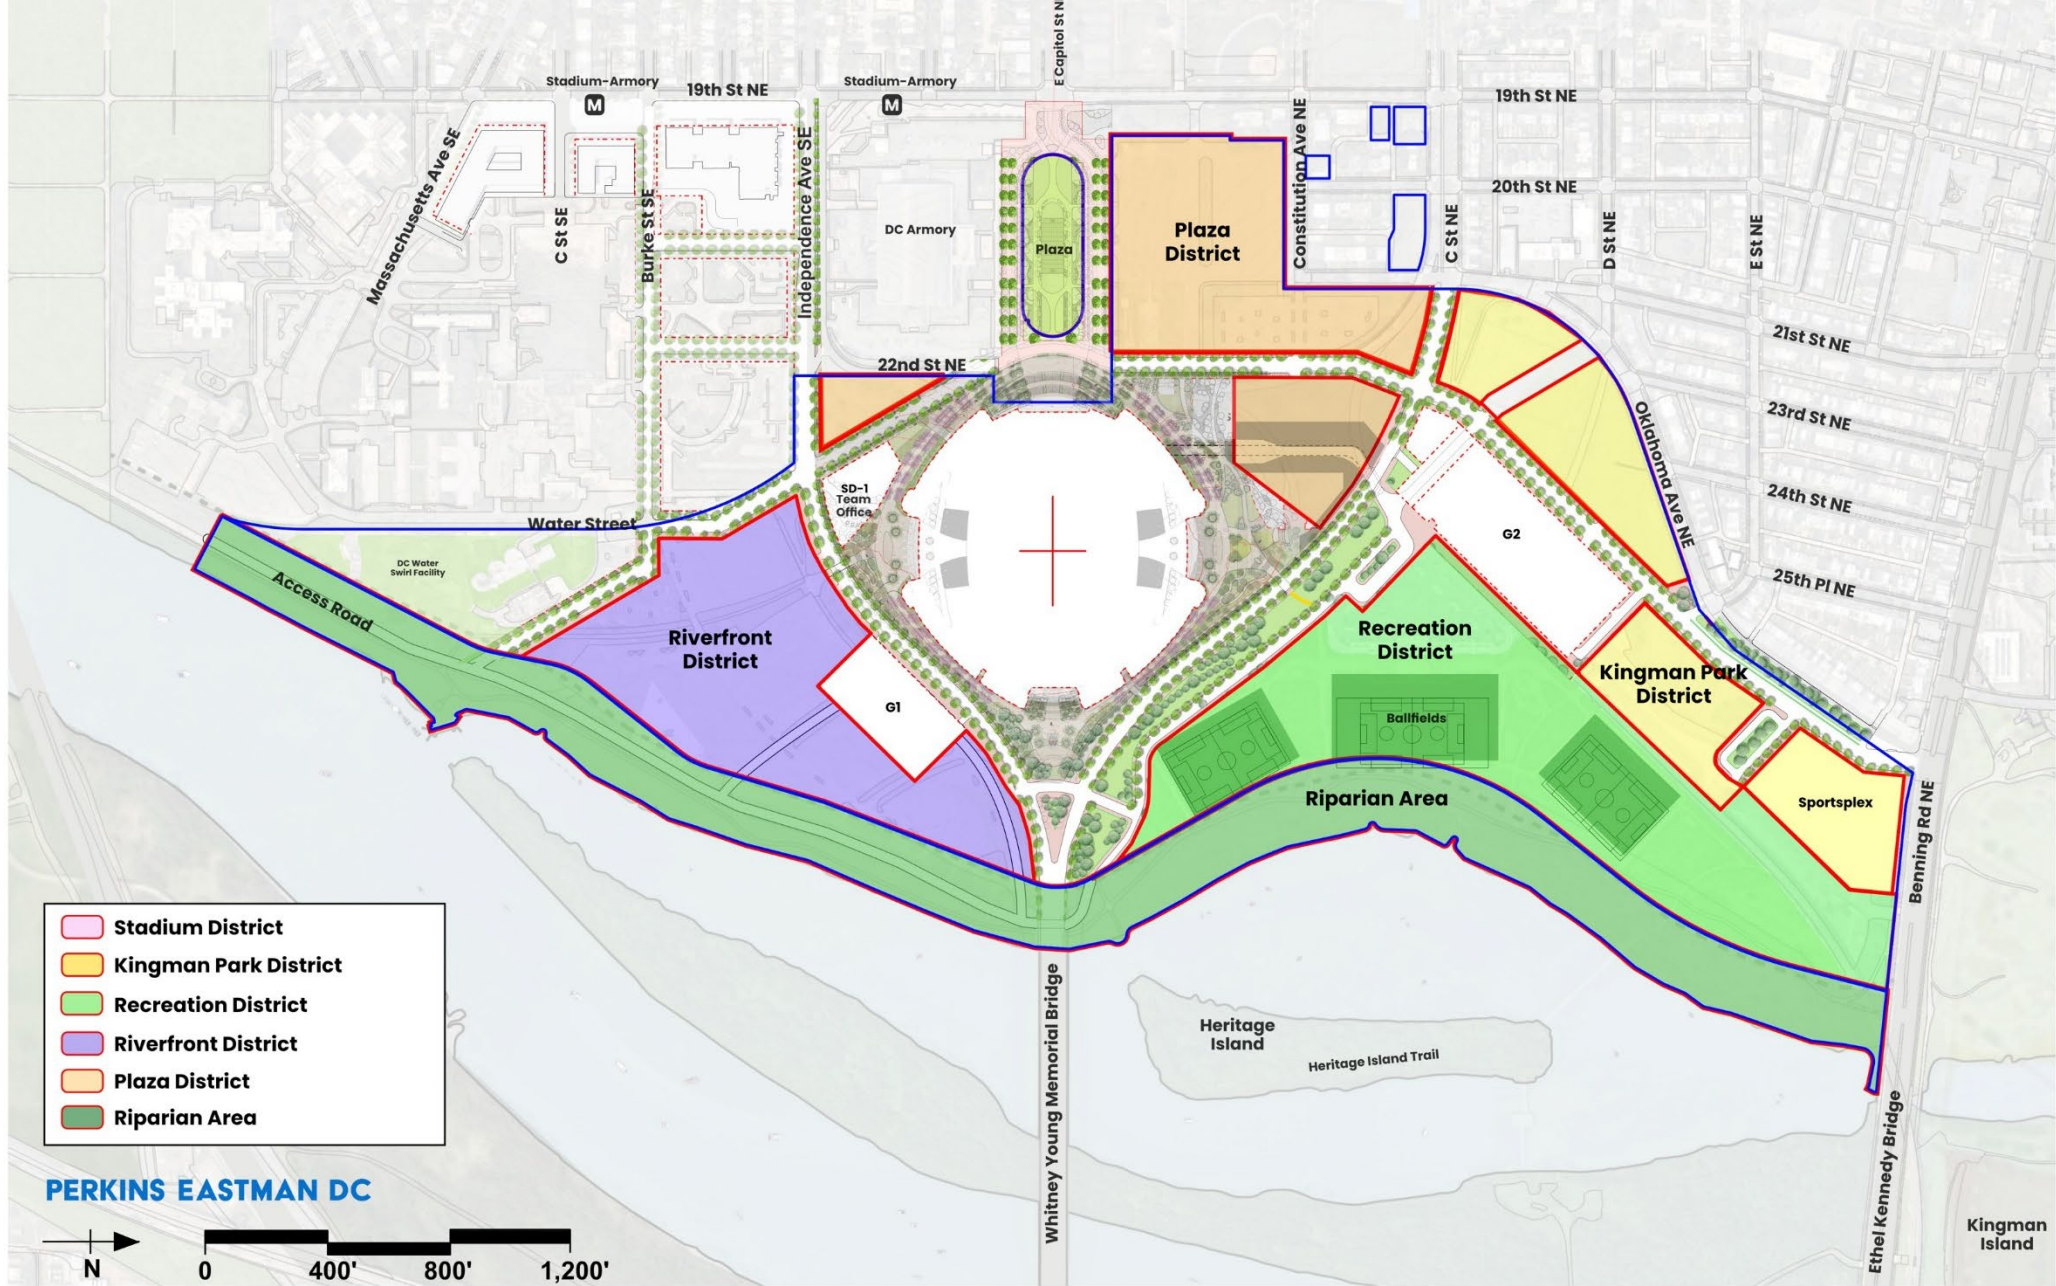 E Capitol St N
Stadium-Armory
M
19th St NE
Stadium-Armory
M
19th St NE
Massachusetts Ave SE
C St SE
Burke St SE
Independence Ave SE
DC Armory
Plaza
Plaza
District
Constitution Ave NE
20th St NE
C St NE
D St NE
E St NE
21st St NE
22nd St NE
23rd St NE
24th St NE
25th Pl NE
Oklahoma Ave NE
SD-1
Team
Office
Water Street
DC Water
Swirl Facility
Access Road
Riverfront
District
G1
G2
Recreation
District
Kingman Park
District
Ballfields
Sportsplex
Riparian Area
Benning Rd NE
Stadium District
Kingman Park District
Recreation District
Riverfront District
Plaza District
Riparian Area
Whitney Young Memorial Bridge
Heritage
Island
Heritage Island Trail
Ethel Kennedy Bridge
Kingman
Island
PERKINS EASTMAN DC
N
0 400' 800' 1,200'